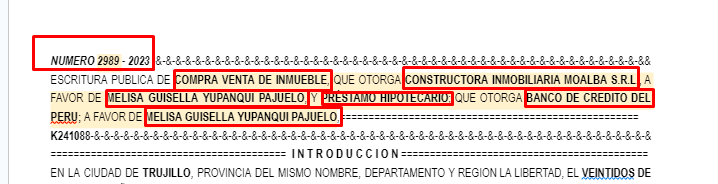 NUMERO 2989 - 2023-&-&-&-&-&-&-&-&-&-&-&-&-&-&-&-&-&-&-&-&-&-&-&-&-&-&-&-&-&-&-&-&-&-&-&-&-&-&-&&
ESCRITURA PUBLICA DE COMPRA VENTA DE INMUEBLE, QUE OTORGA CONSTRUCTORA INMOBILIARIA MOALBA S.R.L, A
FAVOR DE MELISA GUISELLA YUPANQUI PAJUELO, Y PRÉSTAMO HIPOTECARIO; QUE OTORGA BANCO DE CREDITO DEL
PERU; A FAVOR DE MELISA GUISELLA YUPANQUI PAJUELO,==================================================
K241088-&-&-&-&-&-&-&-&-&-&-&-&-&-&-&-&-&-&-&-&-&-&-&-&-&-&-&-&-&-&-&-&-&-&-&-&-&-&-&-&-&-&-&-&-&
======================================== I N T R O D U C C I O N ==========================================
EN LA CIUDAD DE TRUJILLO, PROVINCIA DEL MISMO NOMBRE, DEPARTAMENTO Y REGION LA LIBERTAD, EL VEINTIDOS DE